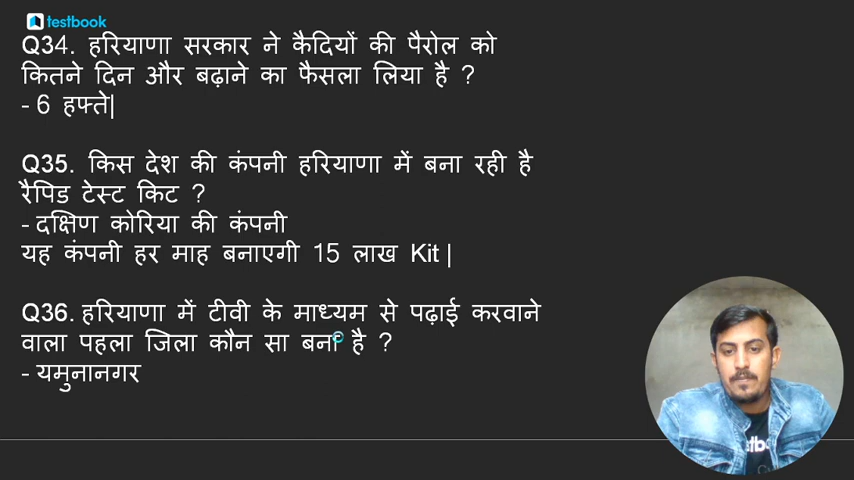 testbook
Q34. हरियाणा सरकार ने कैदियों की पैरोल को
कितने दिन और बढ़ाने का फैसला लिया है ?
- 6 हफ्ते|
Q35. किस देश की कंपनी हरियाणा में बना रही है
रैपिड टेस्ट किट ?
- दक्षिण कोरिया की कंपनी
यह कंपनी हर माह बनाएगी 15 लाख Kit |
Q36. हरियाणा में टीवी के माध्यम से पढ़ाई करवाने
वाला पहला जिला कौन सा बना है ?
- यमुनानगर